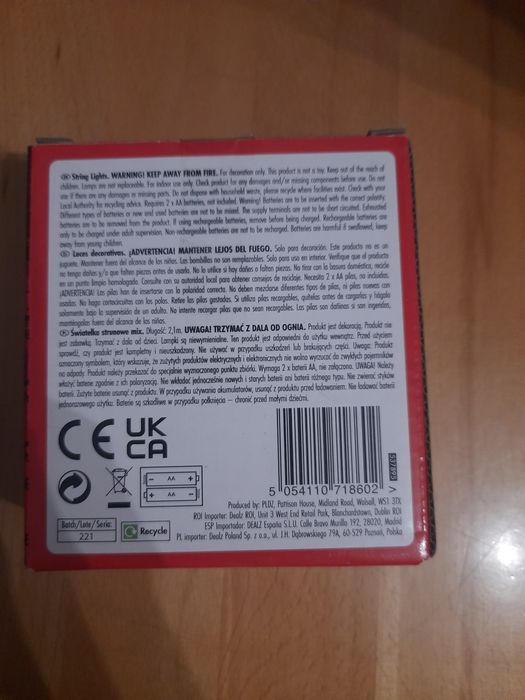 GB String Lights. WARNING! KEEP AWAY FROM FIRE. For decoration only. This product is not a toy. Keep out of the reach of
children. Lamps are not replaceable. For indoor use only. Check product for any damages and/or missing components before use. Do not
use if there are any damages or missing parts. Do not dispose with household waste, please recycle where facilities exist. Check with your
Local Authority for recycling advice. Requires 2 x AA batteries, not included. Warning! Batteries are to be inserted with the correct polarity.
Different types of batteries or new and used batteries are not to be mixed. The supply terminals are not to be short circuited. Exhausted
batteries are to be removed from the product. If using rechargeable batteries, remove before being charged. Rechargeable batteries are
only to be charged under adult supervision. Non-rechargeable batteries are not to be recharged. Batteries are harmful if swallowed; keep
away from young children.
ES Luces decorativas. ¡ADVERTENCIA! MANTENER LEJOS DEL FUEGO. Solo para decoración. Este producto no es un
juguete. Mantener fuera del alcance de los niños. Las bombillas no son remplazables. Solo para uso en interior. Verifique que el producto
no tenga daños y/o que falten piezas antes de usarlo. No lo utilice si hay daños o faltan piezas. No tirar con la basura doméstica, recicle
en un punto limpio homologado. Consulte con su autoridad local para obtener consejos de reciclaje. Necesita 2 x AA pilas, no incluidas.
¡ADVERTENCIA! Las pilas han de insertarse con la polaridad correcta. No deben mezclarse diferentes tipos de pilas, ni pilas nuevas con
usadas. No haga cortocircuitos con los polos. Retire las pilas gastadas. Si utiliza pilas recargables, quítelas antes de cargarlas y hágalo
solamente bajo la supervisión de un adulto. No intente recargar pilas que no sean recargables. Las pilas son dañinas si son ingeridas,
manténgalas fuera del alcance de los niños.
PL Światełka strunowe mix. Długość: 2,1m. UWAGA! TRZYMAĆ Z DALA OD OGNIA. Produkt jest dekoracją. Produkt nie
jest zabawką. Trzymać z dala od dzieci. Lampki są niewymienialne. Ten produkt jest odpowiedni do użytku wewnątrz. Przed użyciem
sprawdź, czy produkt jest kompletny i nieuszkodzony. Nie używać w przypadku uszkodzeń lub brakujących części. Uwaga: Produkt
oznaczony symbolem, który wskazuje, że zużytych produktów elektrycznych i elektronicznych nie wolno wyrzucać do zwykłych pojemników
na odpady. Produkt należy przekazać do specjalnie wyznaczonego punktu zbiórki. Wymagana 2 x bateria AA, nie załączona. UWAGA! Należy
włożyć baterie zgodnie z ich polaryzacją. Nie wkładać jednocześnie nowych i starych baterii ani baterii różnego typu. Nie zwierać styków
baterii. Zużyte baterie usunąć z produktu. W przypadku używania akumulatorów, usunąć z produktu przed ładowaniem. Nie ładować baterii
jednorazowego użytku. Baterie są szkodliwe w przypadku połknięcia – chronić przed małymi dziećmi.
CE UK
CA
- AA +
+ AA -
537893
5 054110 718602 >
Batch/Lote/Seria:
221
Recycle
Produced by: PLDZ, Pattison House, Midland Road, Walsall, WS1 3TX
ROI Importer: Dealz ROI, Unit 3 West End Retail Park, Blanchardstown, Dublin ROI
ESP Importador: DEALZ España S.L.U. Calle Bravo Murillo 192, 28020, Madrid
PL importer: Dealz Poland Sp. z o.o., ul. J.H. Dąbrowskiego 79A, 60-529 Poznań, Polska